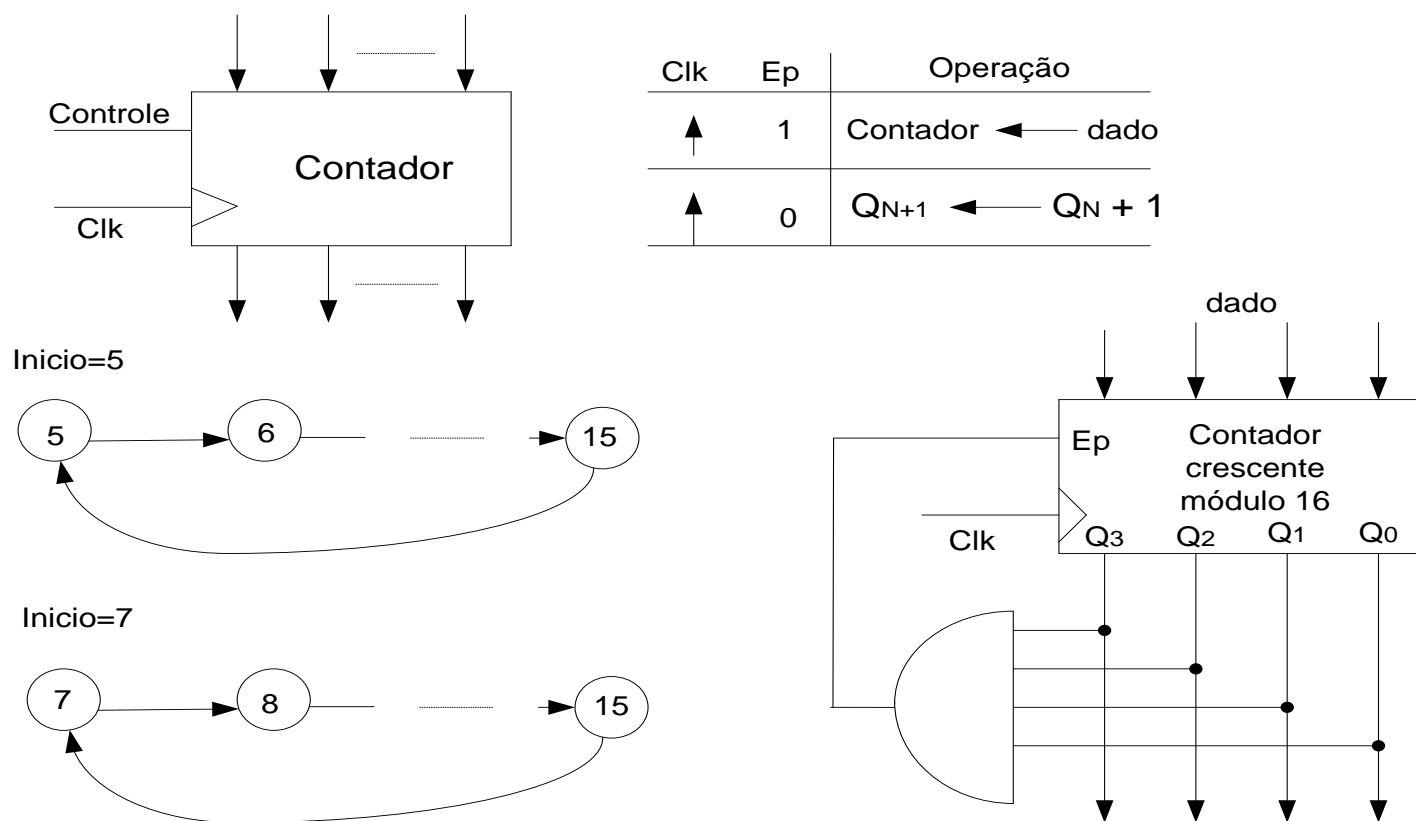 Controle
Contador
Clk
Clk Ep Operação
1 Contador dado
0 QN+1 QN + 1
Inicio=5
5 6 15
Inicio=7
7 8 15
dado
Ep
Contador
crescente
módulo 16
Clk
Q3 Q2 Q1 Q0